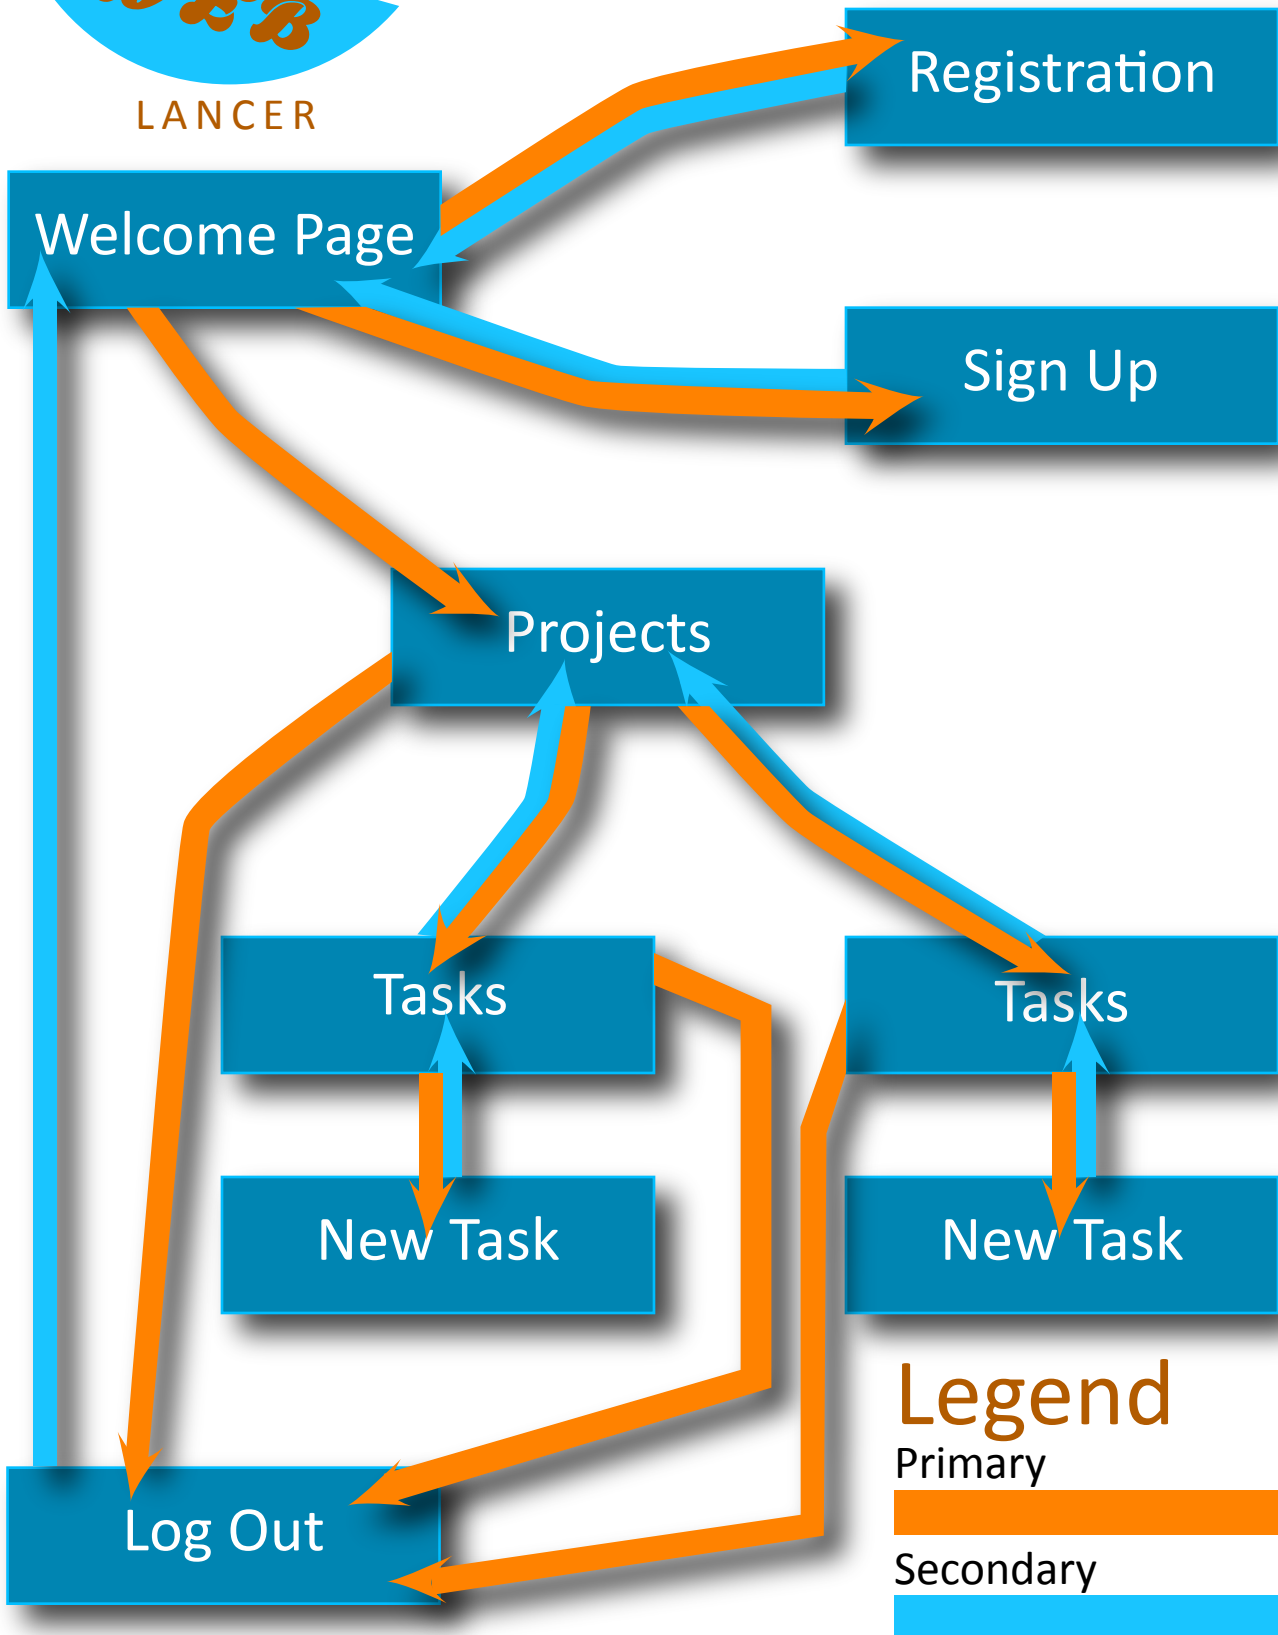 LANCER
Registration
Welcome Page
Sign Up
Projects
Tasks
Tasks
New Task
New Task
Legend
Primary
Log Out
Secondary